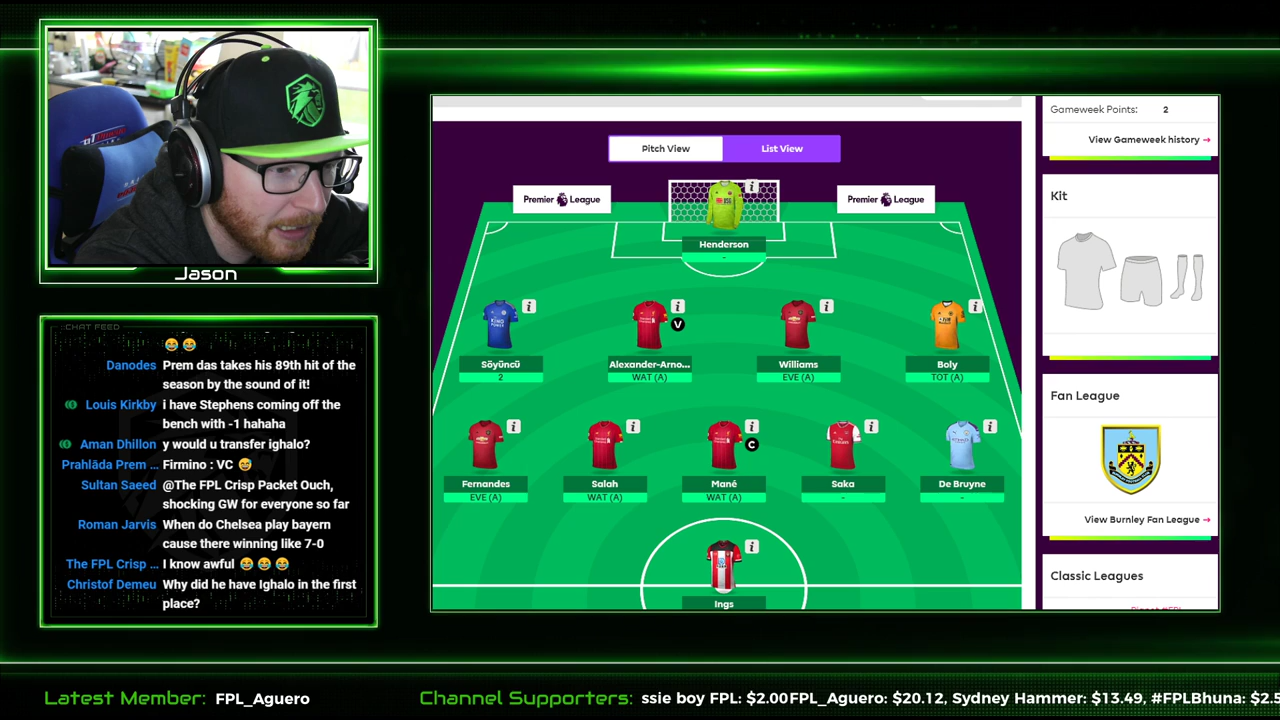 Jason
CHAT FEED
Danodes Prem das takes his 89th hit of the
season by the sound of it!
Louis Kirkby i have Stephens coming off the
bench with -1 hahaha
Aman Dhillon y would u transfer ighalo?
Prahlāda Prem ... Firmino : VC
Sultan Saeed @The FPL Crisp Packet Ouch,
shocking GW for everyone so far
Roman Jarvis When do Chelsea play bayern
cause there winning like 7-0
The FPL Crisp ... I know awful
Christof Demeu Why did he have Ighalo in the first
place?
Pitch View
List View
Premier League
Premier League
Henderson
-
KING POWER
Söyüncü
2
V
Alexander-Arno...
WAT (A)
Williams
EVE (A)
Boly
TOT (A)
Fernandes
EVE (A)
Salah
WAT (A)
C
Mané
WAT (A)
Saka
-
De Bruyne
-
Ings
Gameweek Points: 2
View Gameweek history →
Kit
Fan League
View Burnley Fan League →
Classic Leagues
Latest Member: FPL_Aguero
Channel Supporters: ssie boy FPL: $2.00FPL_Aguero: $20.12, Sydney Hammer: $13.49, #FPLBhuna: $2.5